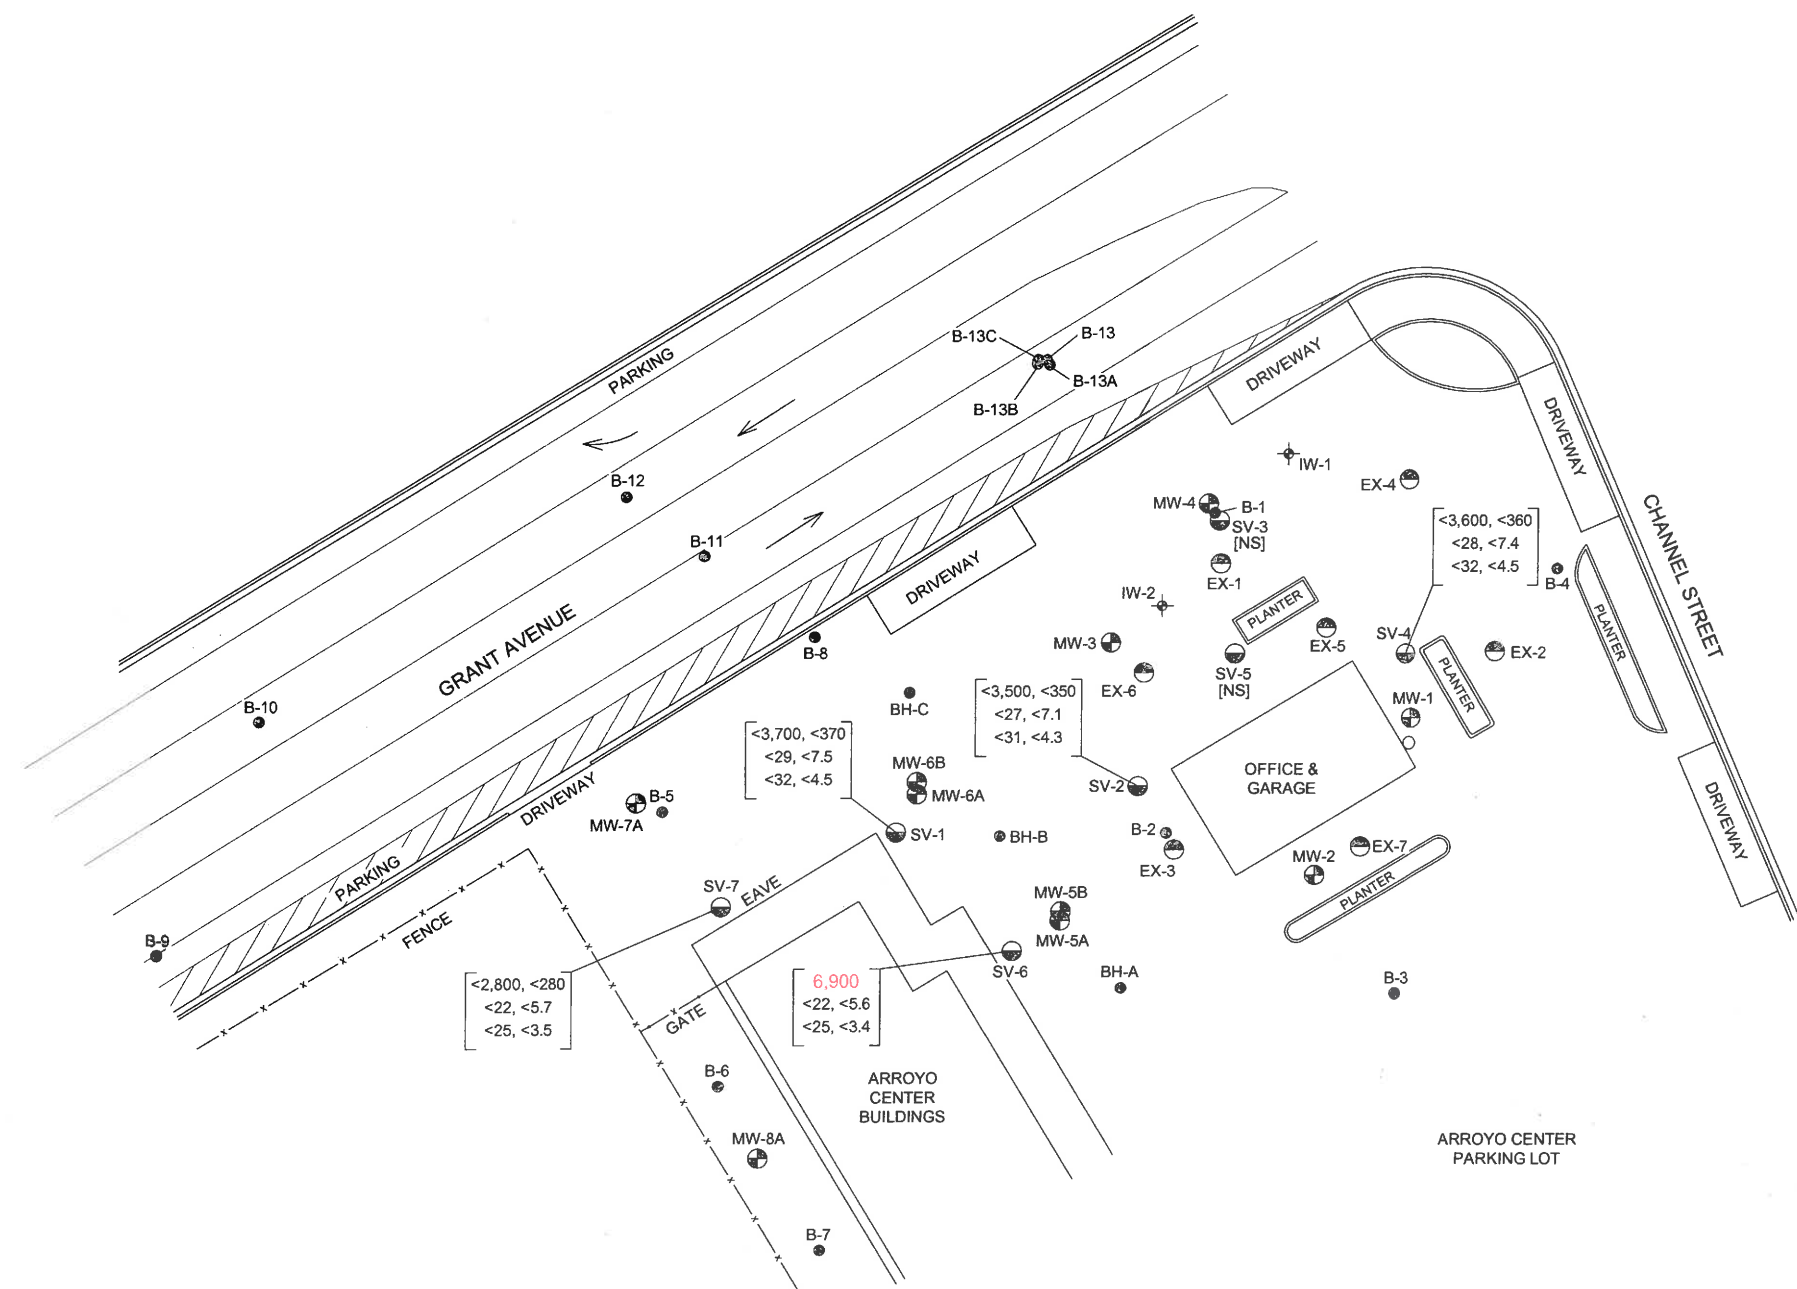 PARKING
B-13C
B-13
B-13A
B-13B
DRIVEWAY
DRIVEWAY
CHANNEL STREET
IW-1
EX-4
B-12
MW-4
B-1
SV-3
[NS]
<3,600, <360
<28, <7.4
<32, <4.5
B-11
EX-1
B-4
DRIVEWAY
IW-2
PLANTER
PLANTER
GRANT AVENUE
B-8
MW-3
EX-5
SV-4
EX-2
SV-5
[NS]
EX-6
PLANTER
<3,500, <350
<27, <7.1
<31, <4.3
BH-C
MW-1
B-10
<3,700, <370
<29, <7.5
<32, <4.5
MW-6B
MW-6A
OFFICE &
GARAGE
SV-2
DRIVEWAY
DRIVEWAY
B-5
MW-7A
SV-1
BH-B
B-2
EX-3
EX-7
MW-2
PLANTER
PARKING
SV-7
EAVE
MW-5B
MW-5A
FENCE
B-9
SV-6
BH-A
B-3
<2,800, <280
<22, <5.7
<25, <3.5
6,900
<22, <5.6
<25, <3.4
GATE
B-6
ARROYO
CENTER
BUILDINGS
MW-8A
ARROYO CENTER
PARKING LOT
B-7